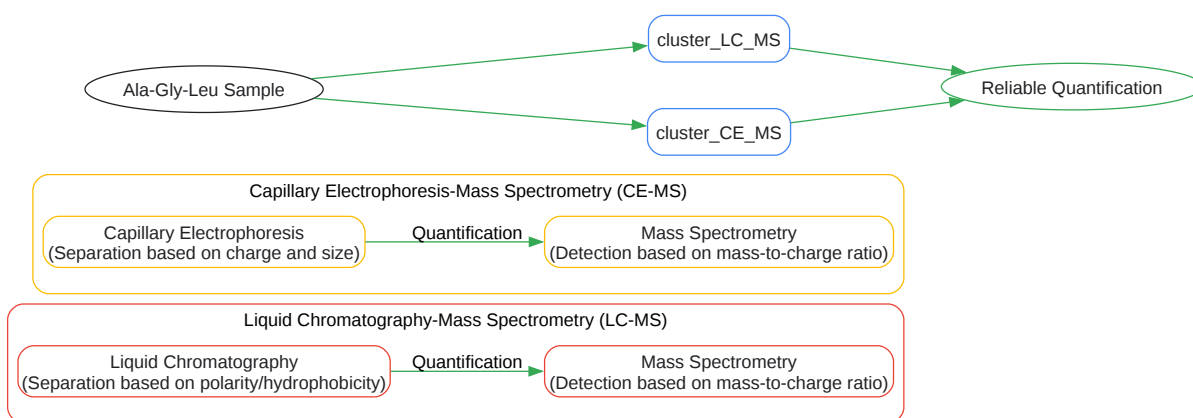 cluster_LC_MS
Ala-Gly-Leu Sample
Reliable Quantification
cluster_CE_MS
Capillary Electrophoresis-Mass Spectrometry (CE-MS)
Capillary Electrophoresis
(Separation based on charge and size)
Quantification
Mass Spectrometry
(Detection based on mass-to-charge ratio)
Liquid Chromatography-Mass Spectrometry (LC-MS)
Liquid Chromatography
(Separation based on polarity/hydrophobicity)
Quantification
Mass Spectrometry
(Detection based on mass-to-charge ratio)